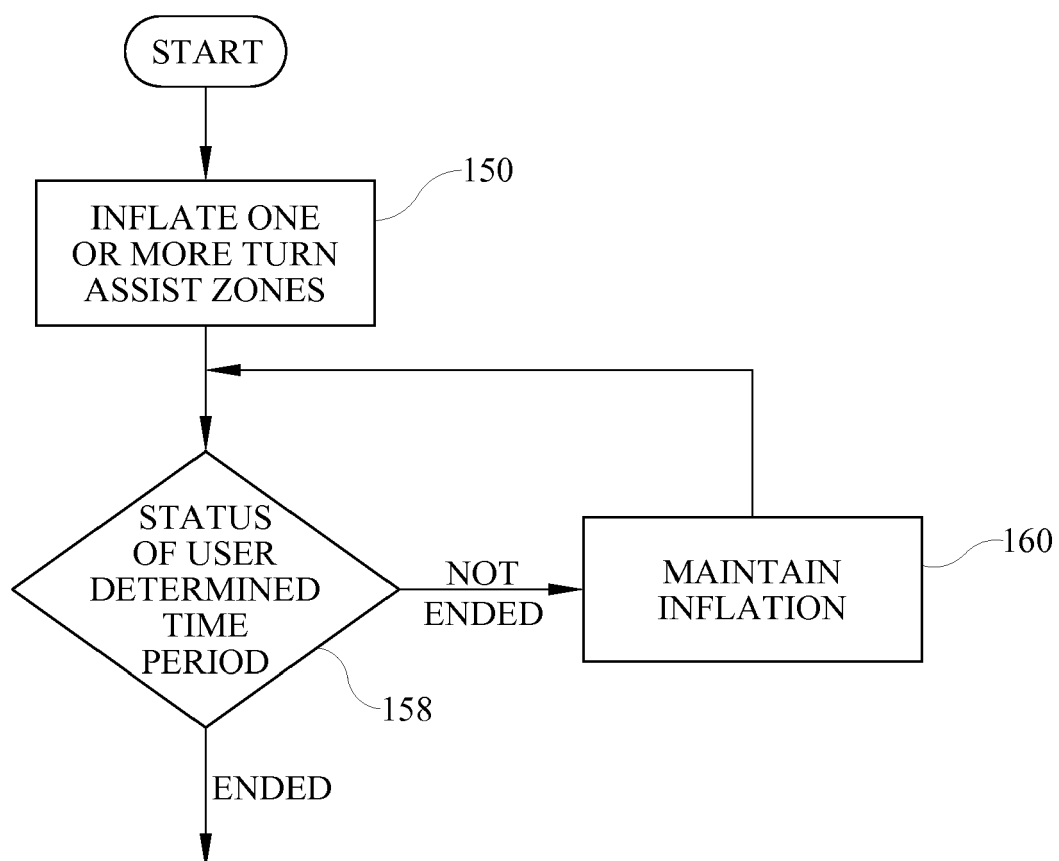 START
150
INFLATE ONE
OR MORE TURN
ASSIST ZONES
STATUS
OF USER
DETERMINED
TIME
PERIOD
158
NOT
ENDED
MAINTAIN
INFLATION
160
ENDED